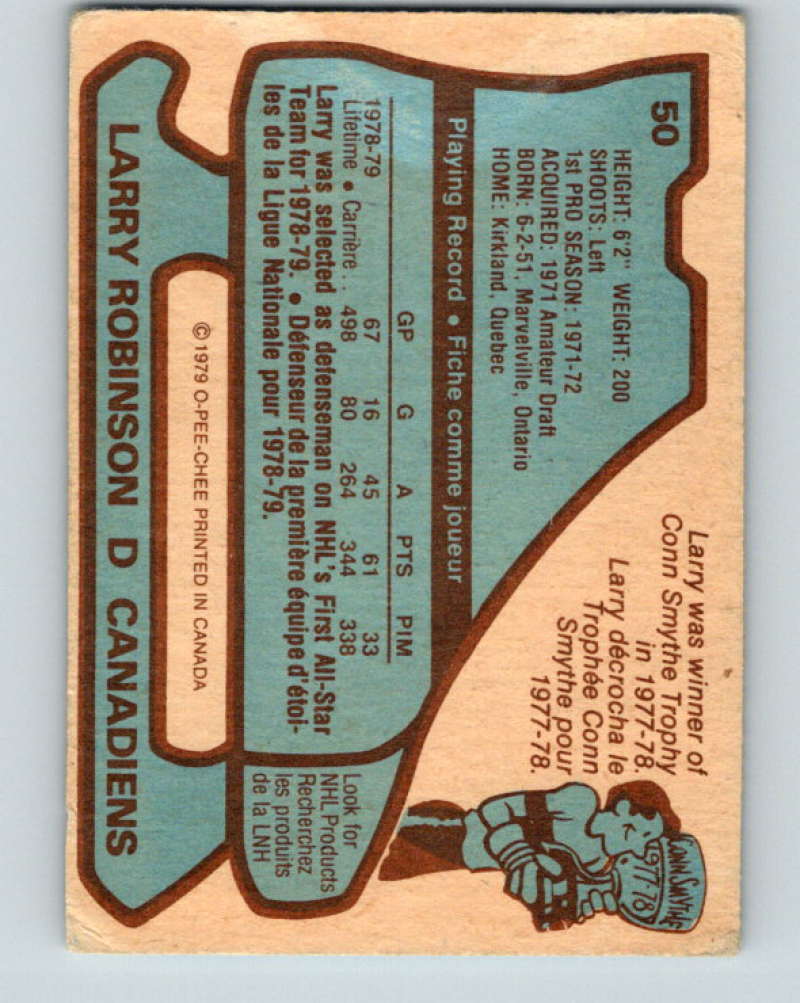 50
HEIGHT: 6'2" WEIGHT: 200
SHOOTS: Left
1st PRO SEASON: 1971-72
ACQUIRED: 1971 Amateur Draft
BORN: 6-2-51, Marvelville, Ontario
HOME: Kirkland, Quebec
Larry was winner of
Conn Smythe Trophy
in 1977-78.
Larry décrocha le
Trophée Conn
Smythe pour
1977-78.
CONN SMYTHE
1977-78
Playing Record • Fiche comme joueur
GP G A PTS PIM
1978-79 67 16 45 61 33
Lifetime • Carrière.. 498 80 264 344 338
Larry was selected as defenseman on NHL's First All-Star
Team for 1978-79. • Défenseur de la première équipe d'étoi-
les de la Ligue Nationale pour 1978-79.
Look for
NHL Products
Recherchez
les produits
de la LNH
© 1979 O-PEE-CHEE PRINTED IN CANADA
LARRY ROBINSON D CANADIENS